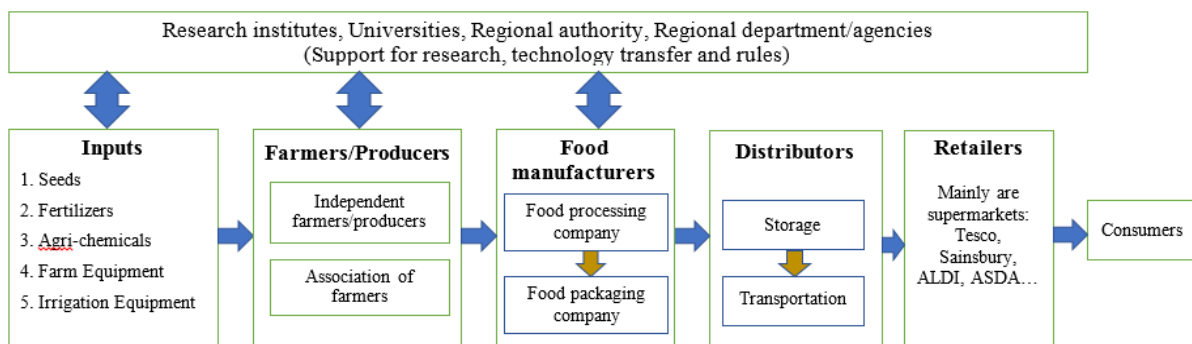 Research institutes, Universities, Regional authority, Regional department/agencies
(Support for research, technology transfer and rules)
Inputs
1. Seeds
2. Fertilizers
3. Agri-chemicals
4. Farm Equipment
5. Irrigation Equipment
Farmers/Producers
Independent
farmers/producers
Association of
farmers
Food
manufacturers
Food processing
company
Food packaging
company
Distributors
Storage
Transportation
Retailers
Mainly are
supermarkets:
Tesco,
Sainsbury,
ALDI, ASDA…
Consumers